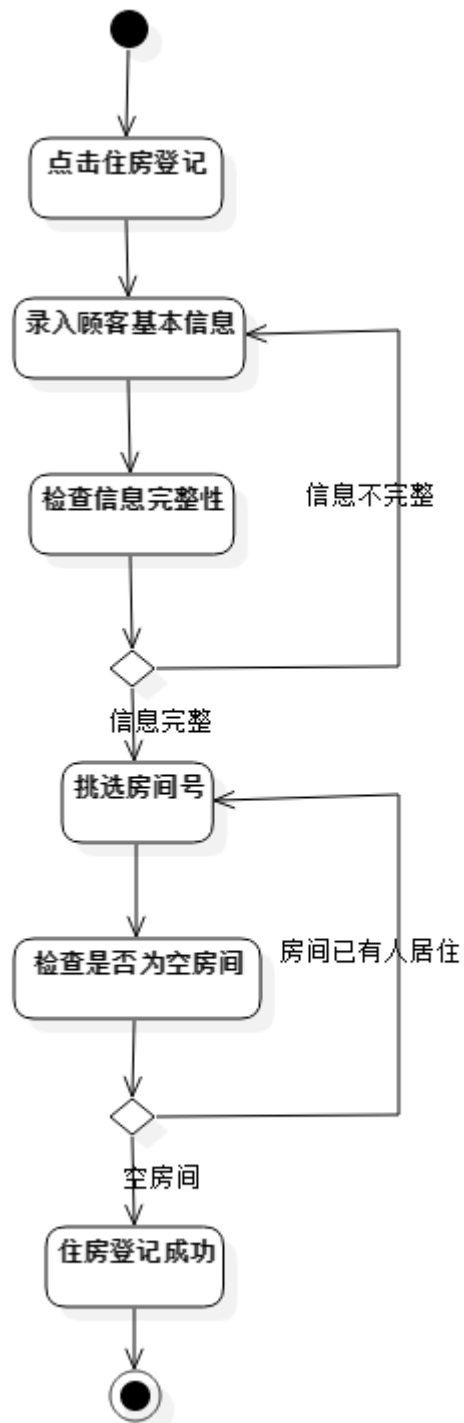 点击住房登记
录入顾客基本信息
检查信息完整性
信息不完整
信息完整
挑选房间号
房间已有人居住
检查是否为空房间
空房间
住房登记成功